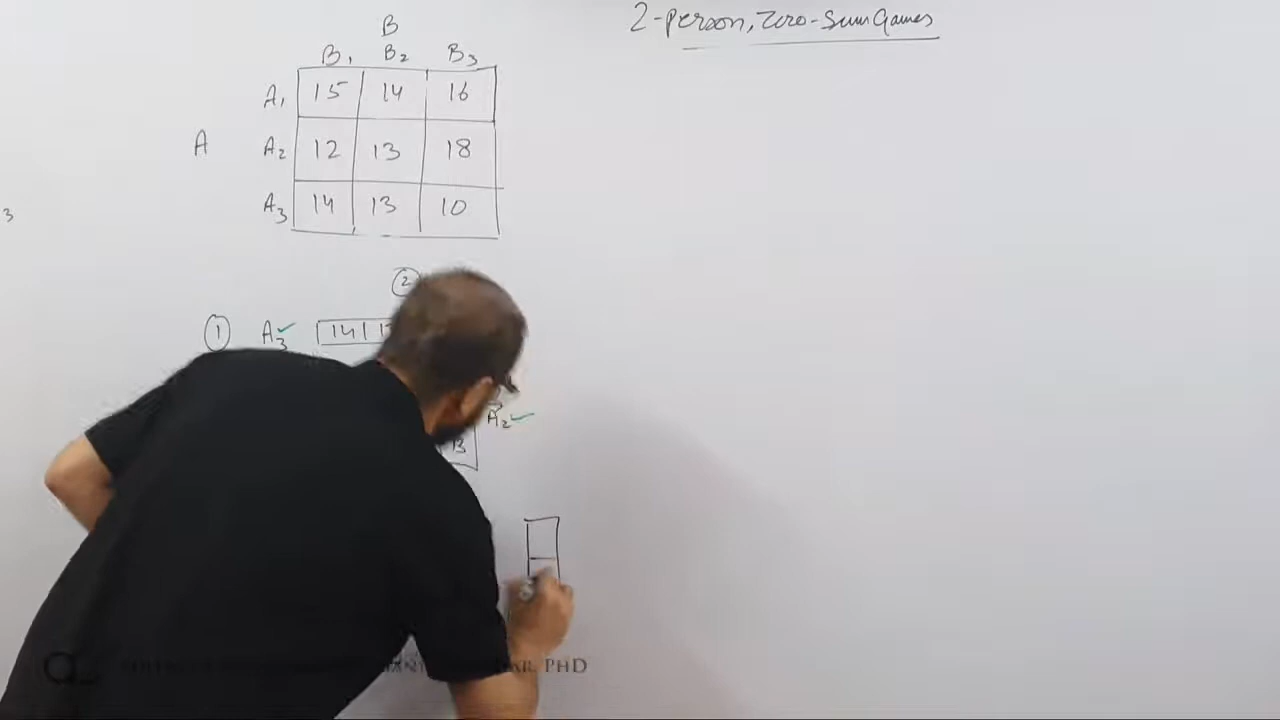 2-person, Zero-Sum Games
B
B1 B2 B3
A1 15 14 16
A A2 12 13 18
A3 14 13 10
3
2
1 A3 ✓ 14
A2 ✓
13
PhD